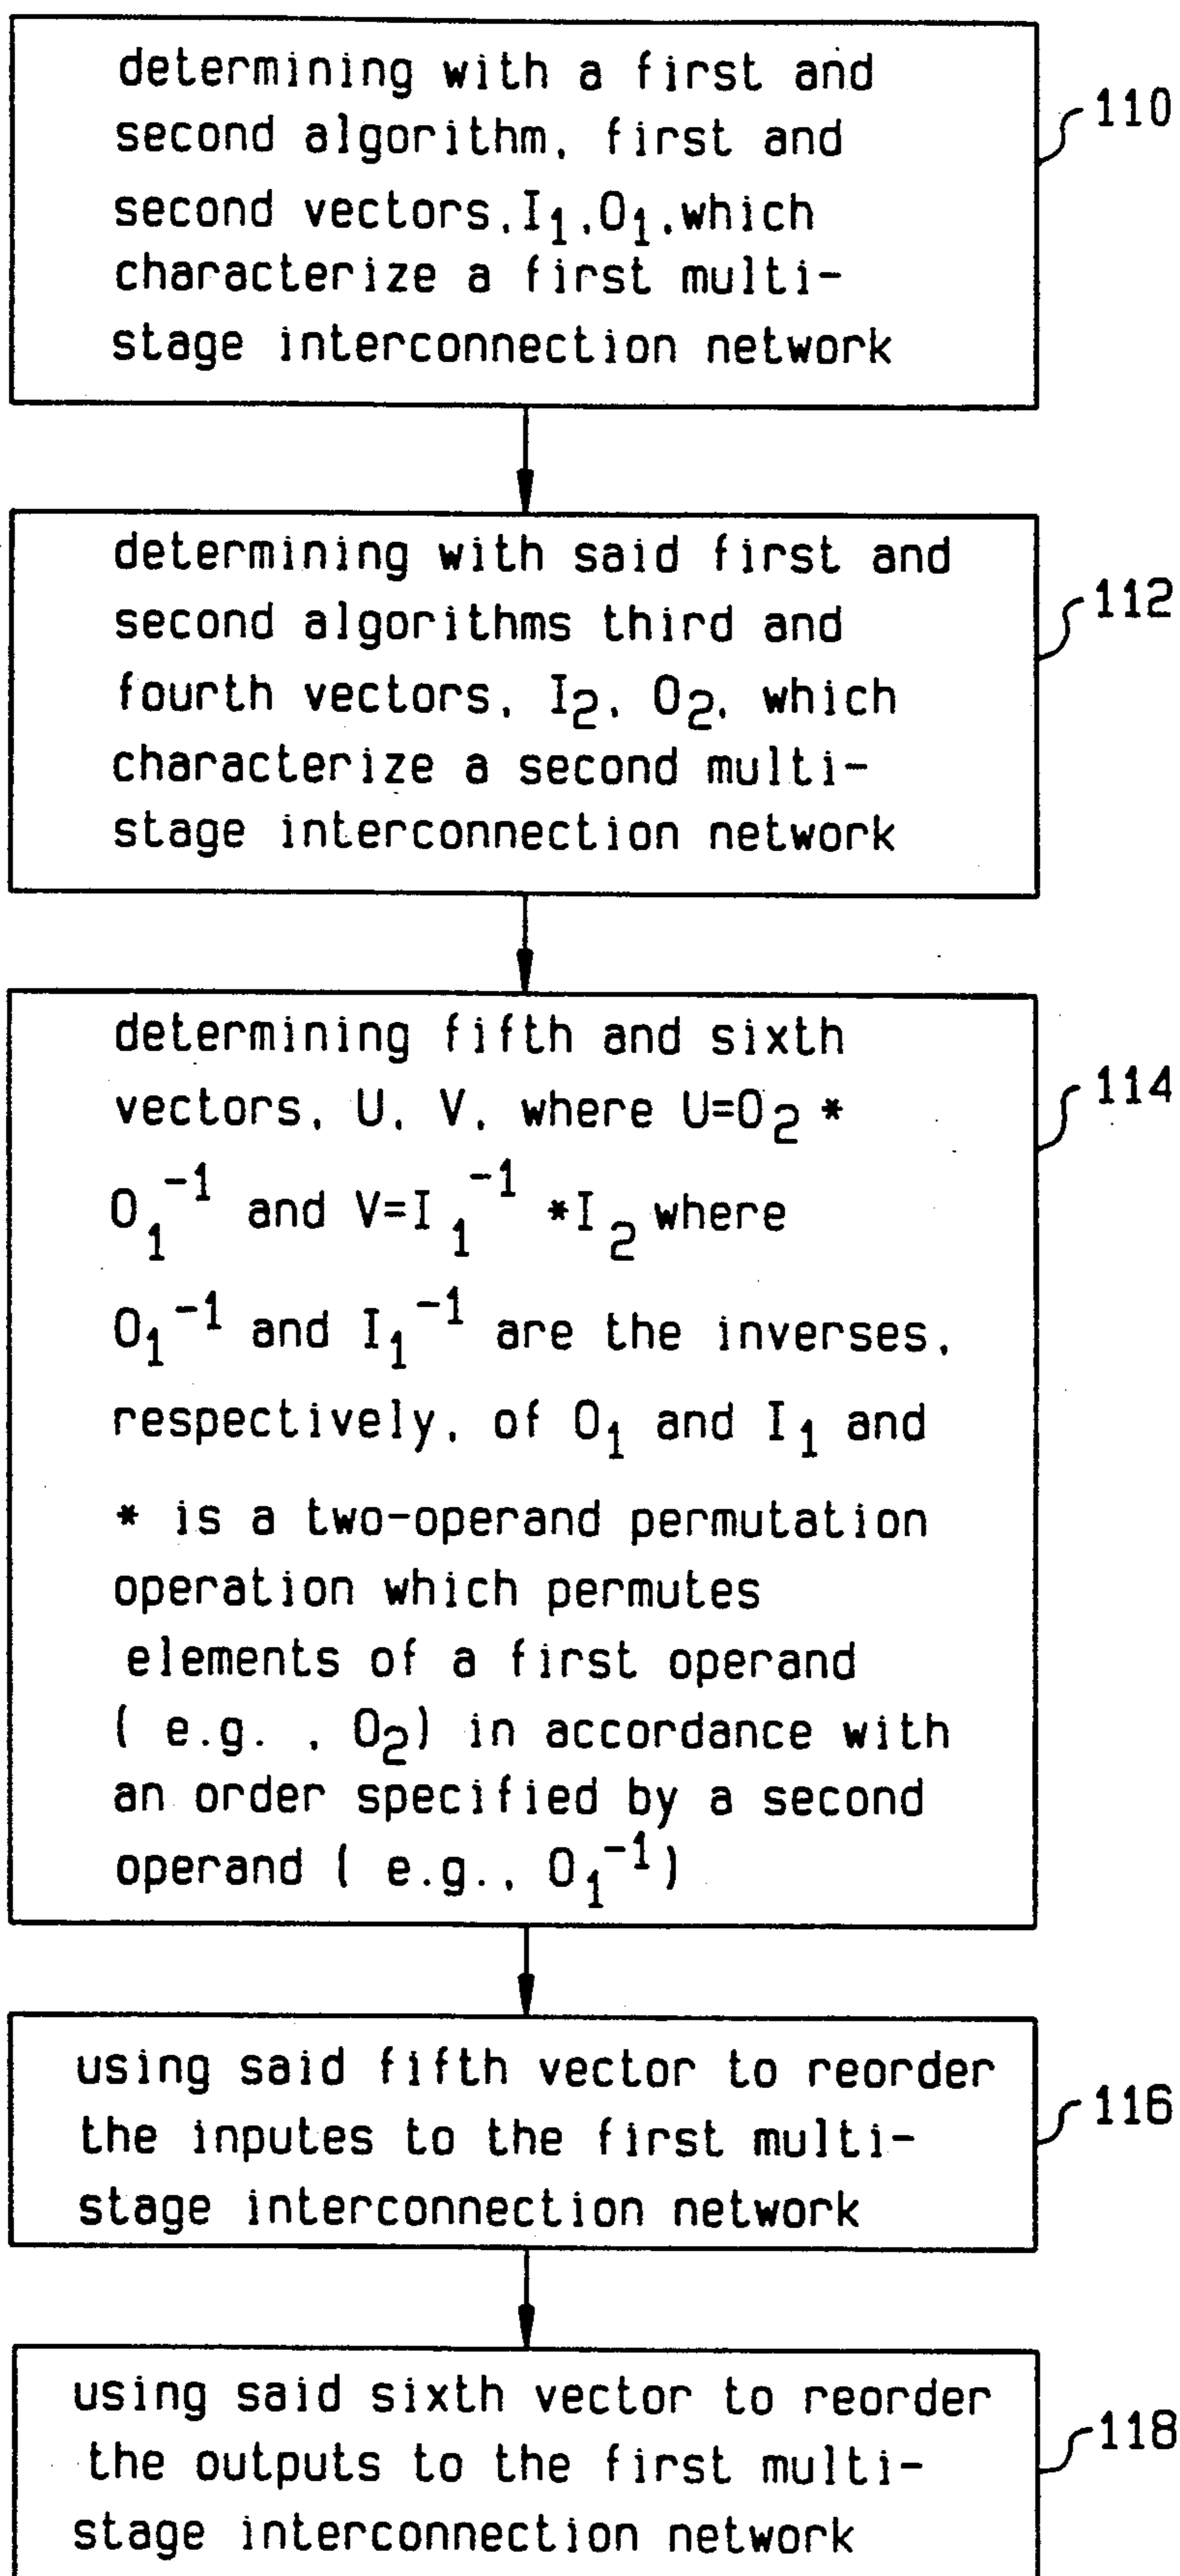 determining with a first and
second algorithm, first and
second vectors, I₁, O₁, which
characterize a first multi-
stage interconnection network
110
determining with said first and
second algorithms third and
fourth vectors, I₂, O₂, which
characterize a second multi-
stage interconnection network
112
determining fifth and sixth
vectors, U, V, where U=O₂ *
O₁⁻¹ and V=I₁⁻¹ *I₂ where
O₁⁻¹ and I₁⁻¹ are the inverses,
respectively, of O₁ and I₁ and
* is a two-operand permutation
operation which permutes
elements of a first operand
( e.g. , O₂) in accordance with
an order specified by a second
operand ( e.g., O₁⁻¹)
114
using said fifth vector to reorder
the inputes to the first multi-
stage interconnection network
116
using said sixth vector to reorder
the outputs to the first multi-
stage interconnection network
118